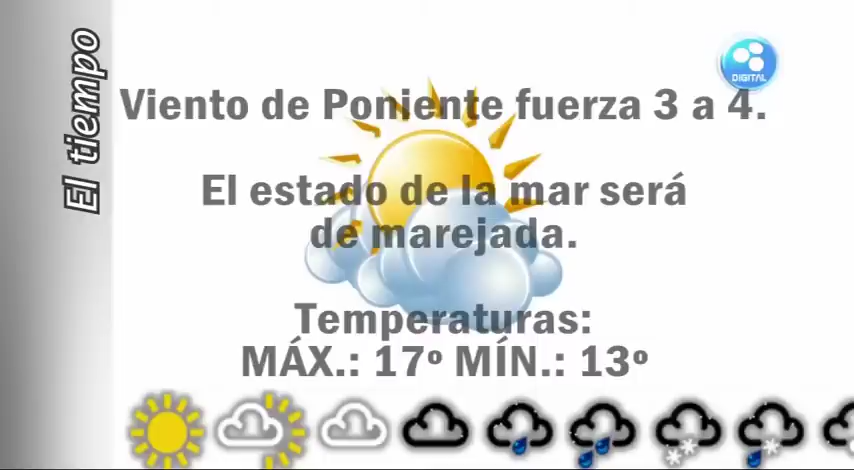 El tiempo
DIGITAL
Viento de Poniente fuerza 3 a 4.
El estado de la mar será
de marejada.
Temperaturas:
MÁX.: 17º MÍN.: 13º